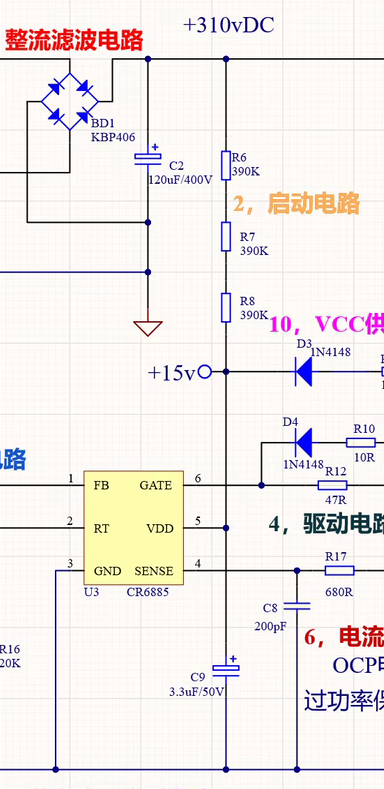 +310vDC
整流滤波电路
BD1
KBP406
C2
120uF/400V
R6
390K
2，启动电路
R7
390K
R8
390K
10，VCC供
D3
1N4148
+15v
D4
1N4148
R10
10R
电路
1
FB
GATE
6
R12
47R
2
RT
VDD
5
4，驱动电路
3
GND
SENSE
4
R17
680R
U3
CR6885
C8
200pF
6，电流
R16
20K
OCP
C9
3.3uF/50V
过功率保